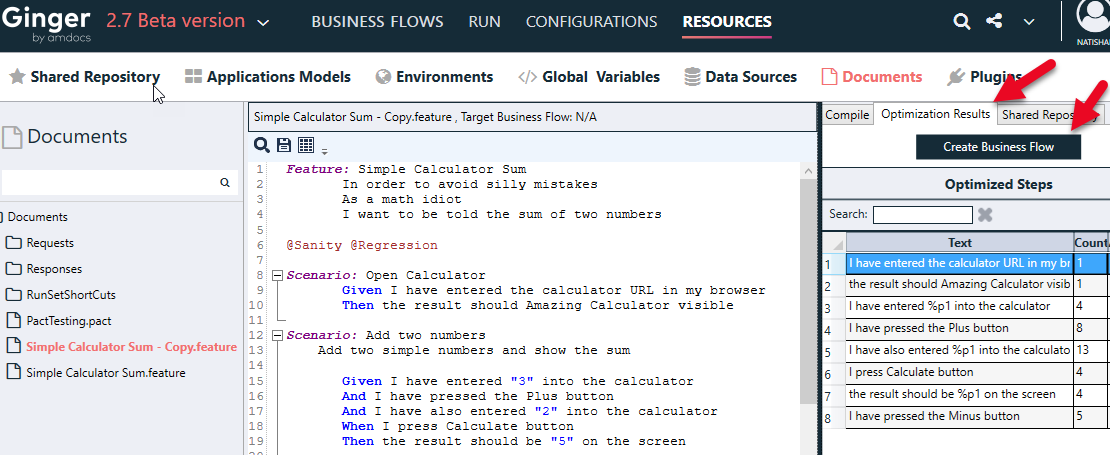 Ginger
by amdocs
2.7 Beta version
BUSINESS FLOWS
RUN
CONFIGURATIONS
RESOURCES
NATISHA
Shared Repository
Applications Models
Environments
</> Global Variables
Data Sources
Documents
Plugins
Documents
Documents
Requests
Responses
RunSetShortCuts
PactTesting.pact
Simple Calculator Sum - Copy.feature
Simple Calculator Sum.feature
Simple Calculator Sum - Copy.feature , Target Business Flow: N/A
1 Feature: Simple Calculator Sum
2 In order to avoid silly mistakes
3 As a math idiot
4 I want to be told the sum of two numbers
5
6 @Sanity @Regression
7
8 Scenario: Open Calculator
9 Given I have entered the calculator URL in my browser
10 Then the result should Amazing Calculator visible
11
12 Scenario: Add two numbers
13 Add two simple numbers and show the sum
14
15 Given I have entered "3" into the calculator
16 And I have pressed the Plus button
17 And I have also entered "2" into the calculator
18 When I press Calculate button
19 Then the result should be "5" on the screen
20
Compile
Optimization Results
Shared Repository
Create Business Flow
Optimized Steps
Search:
Text Count
1 I have entered the calculator URL in my br 1
2 the result should Amazing Calculator visib 1
3 I have entered %p1 into the calculator 4
4 I have pressed the Plus button 8
5 I have also entered %p1 into the calculato 13
6 I press Calculate button 4
7 the result should be %p1 on the screen 4
8 I have pressed the Minus button 5